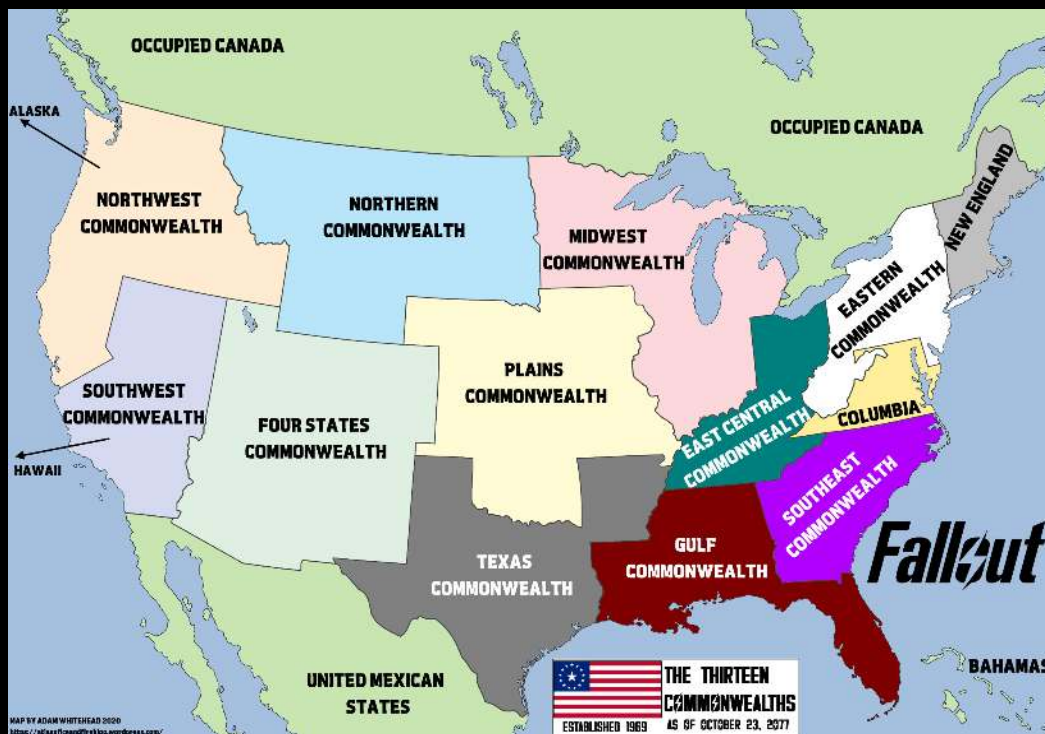 OCCUPIED CANADA
ALASKA
OCCUPIED CANADA
NORTHWEST
COMMONWEALTH
NORTHERN
COMMONWEALTH
MIDWEST
COMMONWEALTH
NEW ENGLAND
EASTERN
COMMONWEALTH
SOUTHWEST
COMMONWEALTH
HAWAII
FOUR STATES
COMMONWEALTH
PLAINS
COMMONWEALTH
EAST CENTRAL
COMMONWEALTH
COLUMBIA
SOUTHEAST
COMMONWEALTH
TEXAS
COMMONWEALTH
GULF
COMMONWEALTH
Fallout
UNITED MEXICAN
STATES
BAHAMAS
THE THIRTEEN
COMMONWEALTHS
ESTABLISHED 1969
AS OF OCTOBER 23, 2077
MAP BY ADAM WHITEHEAD 2020